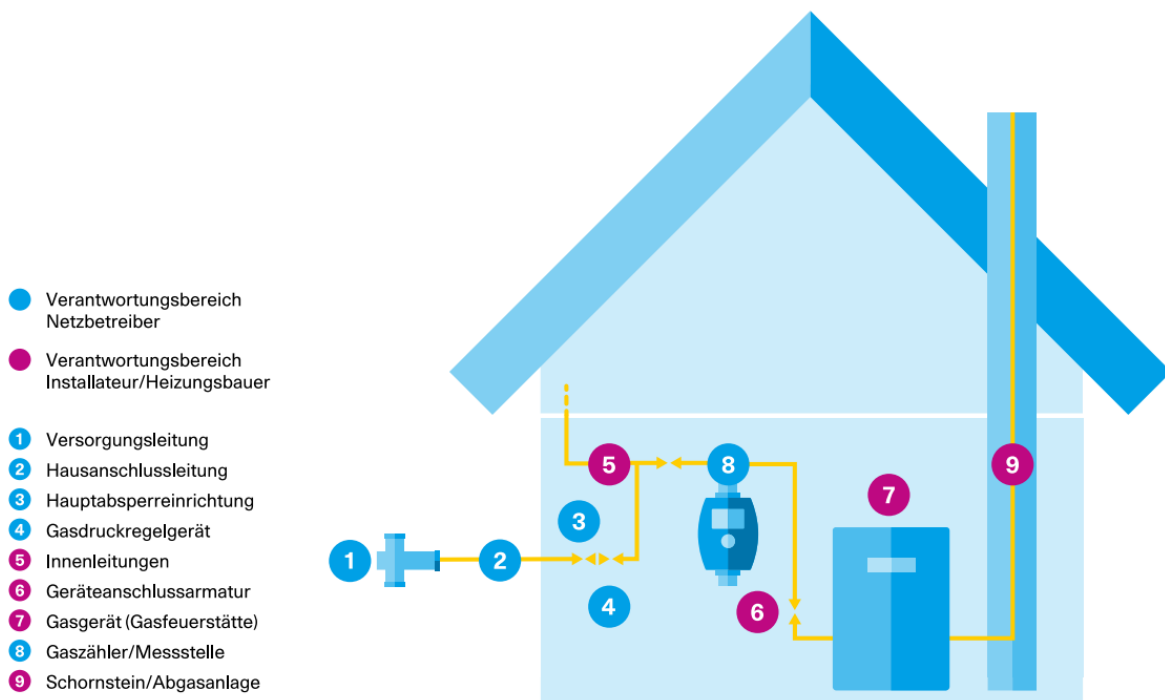 Verantwortungsbereich
Netzbetreiber
Verantwortungsbereich
Installateur/Heizungsbauer
1 Versorgungsleitung
2 Hausanschlussleitung
3 Hauptabsperreinrichtung
4 Gasdruckregelgerät
5 Innenleitungen
6 Geräteanschlussarmatur
7 Gasgerät (Gasfeuerstätte)
8 Gaszähler/Messstelle
9 Schornstein/Abgasanlage
5
8
9
7
3
1
2
4
6